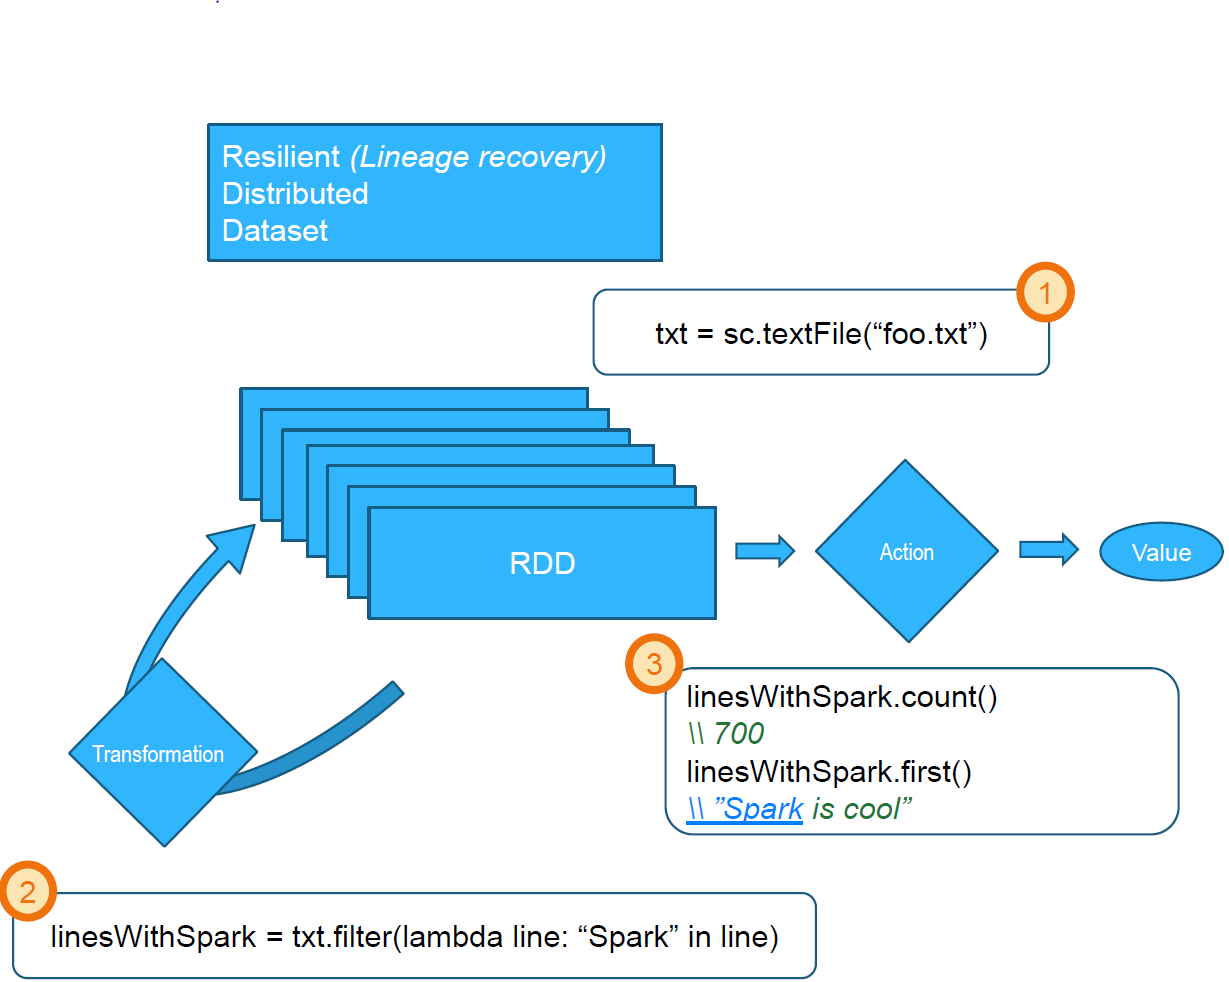 Resilient (Lineage recovery)
Distributed
Dataset
1
txt = sc.textFile(“foo.txt”)
RDD
Action
Value
Transformation
3
linesWithSpark.count()
\\ 700
linesWithSpark.first()
\\ ”Spark is cool”
2
linesWithSpark = txt.filter(lambda line: “Spark” in line)